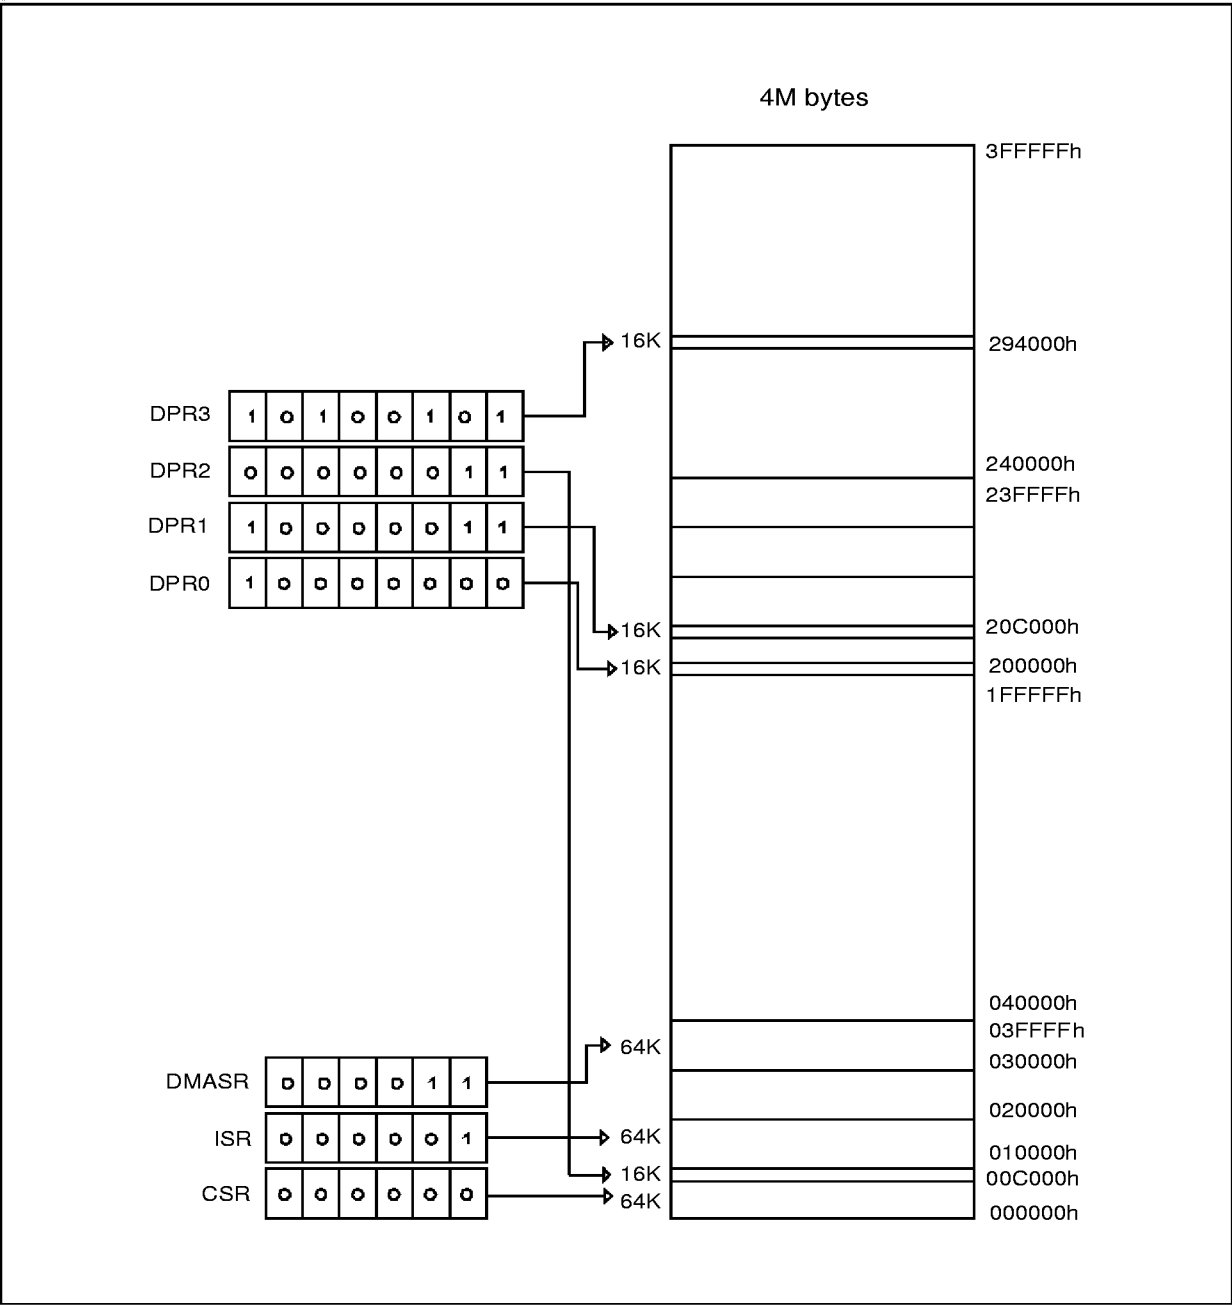 4M bytes
3FFFFFh
16K
294000h
DPR3 1 0 1 0 0 1 0 1
240000h
DPR2 0 0 0 0 0 0 1 1
23FFFFh
DPR1 1 0 0 0 0 0 1 1
DPR0 1 0 0 0 0 0 0 0
16K
20C000h
16K
200000h
1FFFFFh
040000h
03FFFFh
64K
030000h
DMASR 0 0 0 0 1 1
020000h
ISR 0 0 0 0 0 1
64K
010000h
16K
00C000h
CSR 0 0 0 0 0 0
64K
000000h